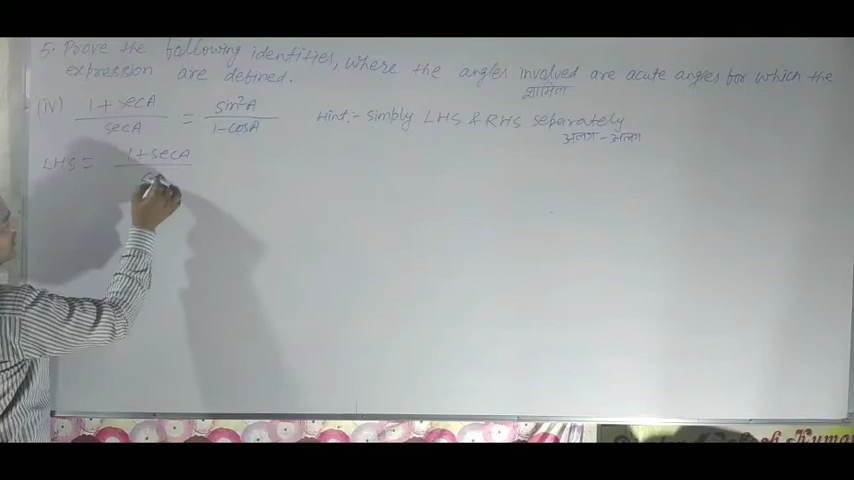 5. Prove the following identities, where the angles involved are acute angles for which the
शामिल
expression are defined.
(iv) 1+secA / secA = sin²A / 1-cosA Hint:- Simply LHS & RHS separately
अलग-अलग
LHS = 1+secA